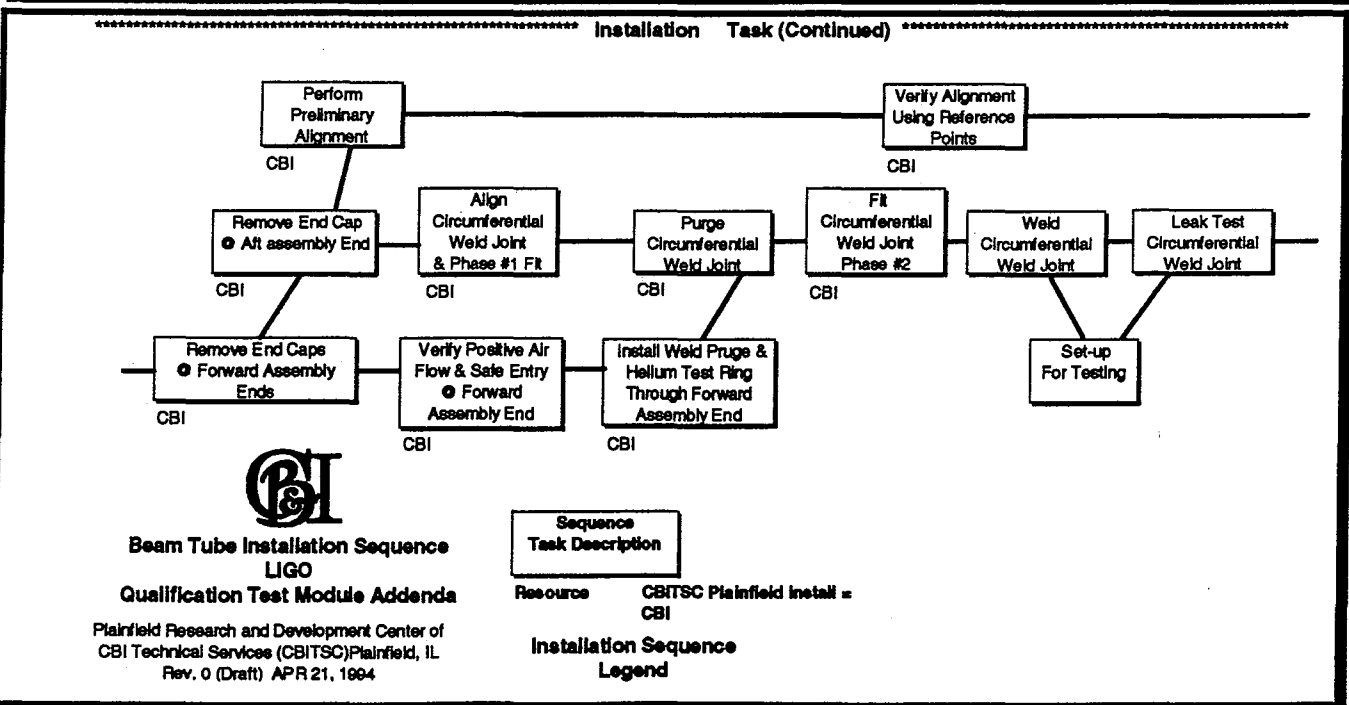 Installation Task (Continued)
Perform
Preliminary
Alignment
CBI
Verify Alignment
Using Reference
Points
CBI
Remove End Cap
@ Aft assembly End
CBI
Align
Circumferential
Weld Joint
& Phase #1 Fit
CBI
Purge
Circumferential
Weld Joint
CBI
Fit
Circumferential
Weld Joint
Phase #2
CBI
Weld
Circumferential
Weld Joint
Leak Test
Circumferential
Weld Joint
Remove End Caps
@ Forward Assembly
Ends
CBI
Verify Positive Air
Flow & Safe Entry
@ Forward
Assembly End
CBI
Install Weld Pruge &
Helium Test Ring
Through Forward
Assembly End
CBI
Set-up
For Testing
CB&I
Beam Tube Installation Sequence
LIGO
Qualification Test Module Addenda
Plainfield Research and Development Center of
CBI Technical Services (CBITSC)Plainfield, IL
Rev. 0 (Draft) APR 21, 1994
Sequence
Task Description
Resource CBITSC Plainfield Install =
CBI
Installation Sequence
Legend